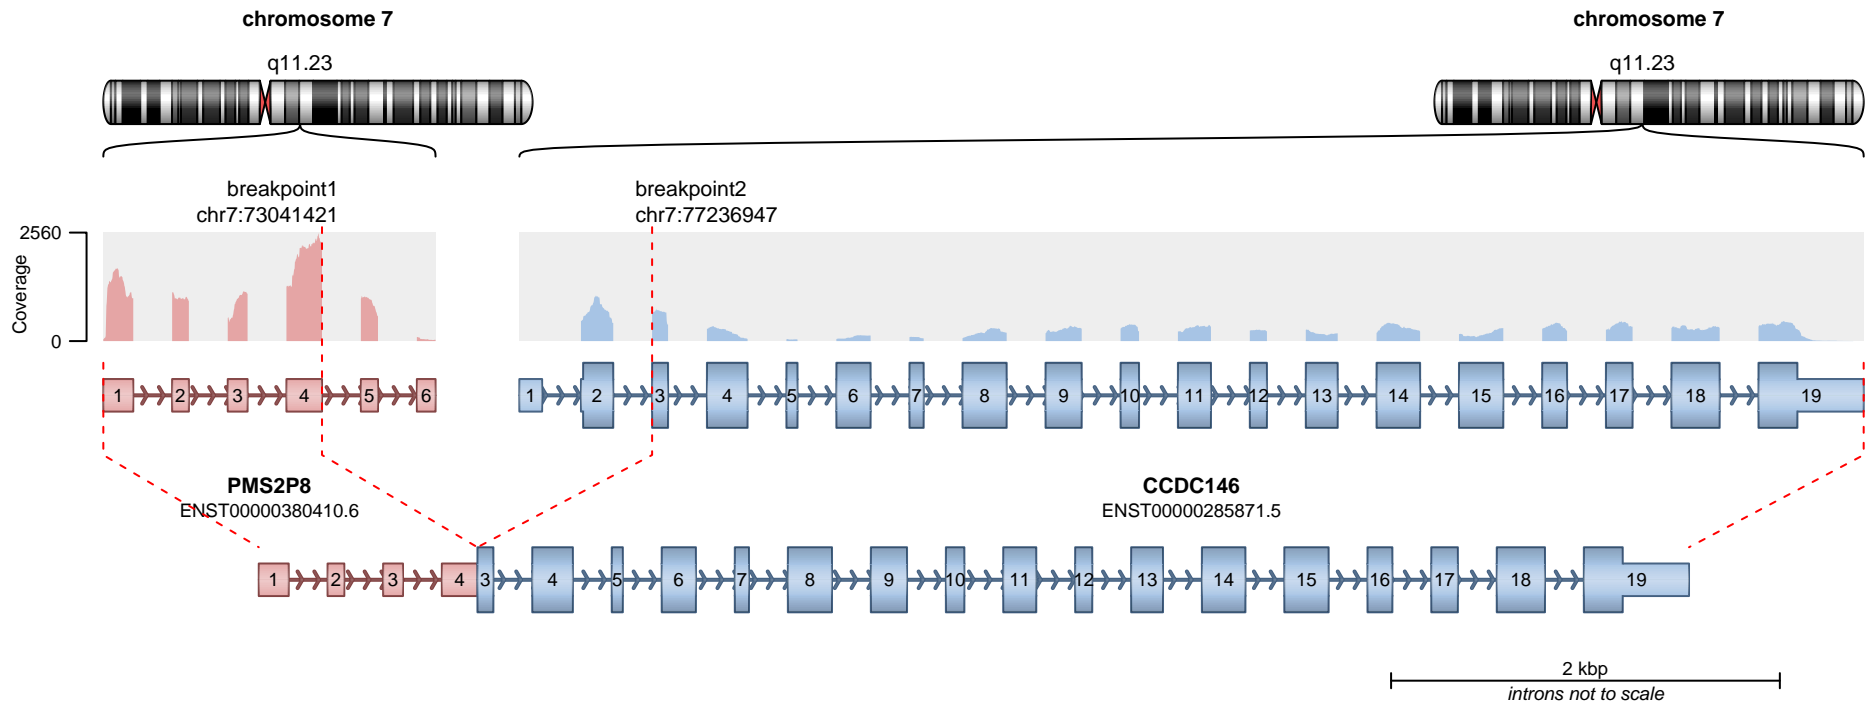 chromosome 7
chromosome 7
q11.23
q11.23
breakpoint1
chr7:73041421
breakpoint2
chr7:77236947
2560
Coverage
0
1 2 3 4 5 6
1 2 3 4 5 6 7 8 9 10 11 12 13 14 15 16 17 18 19
PMS2P8
ENST00000380410.6
CCDC146
ENST00000285871.5
1 2 3 4 3 4 5 6 7 8 9 10 11 12 13 14 15 16 17 18 19
2 kbp
introns not to scale